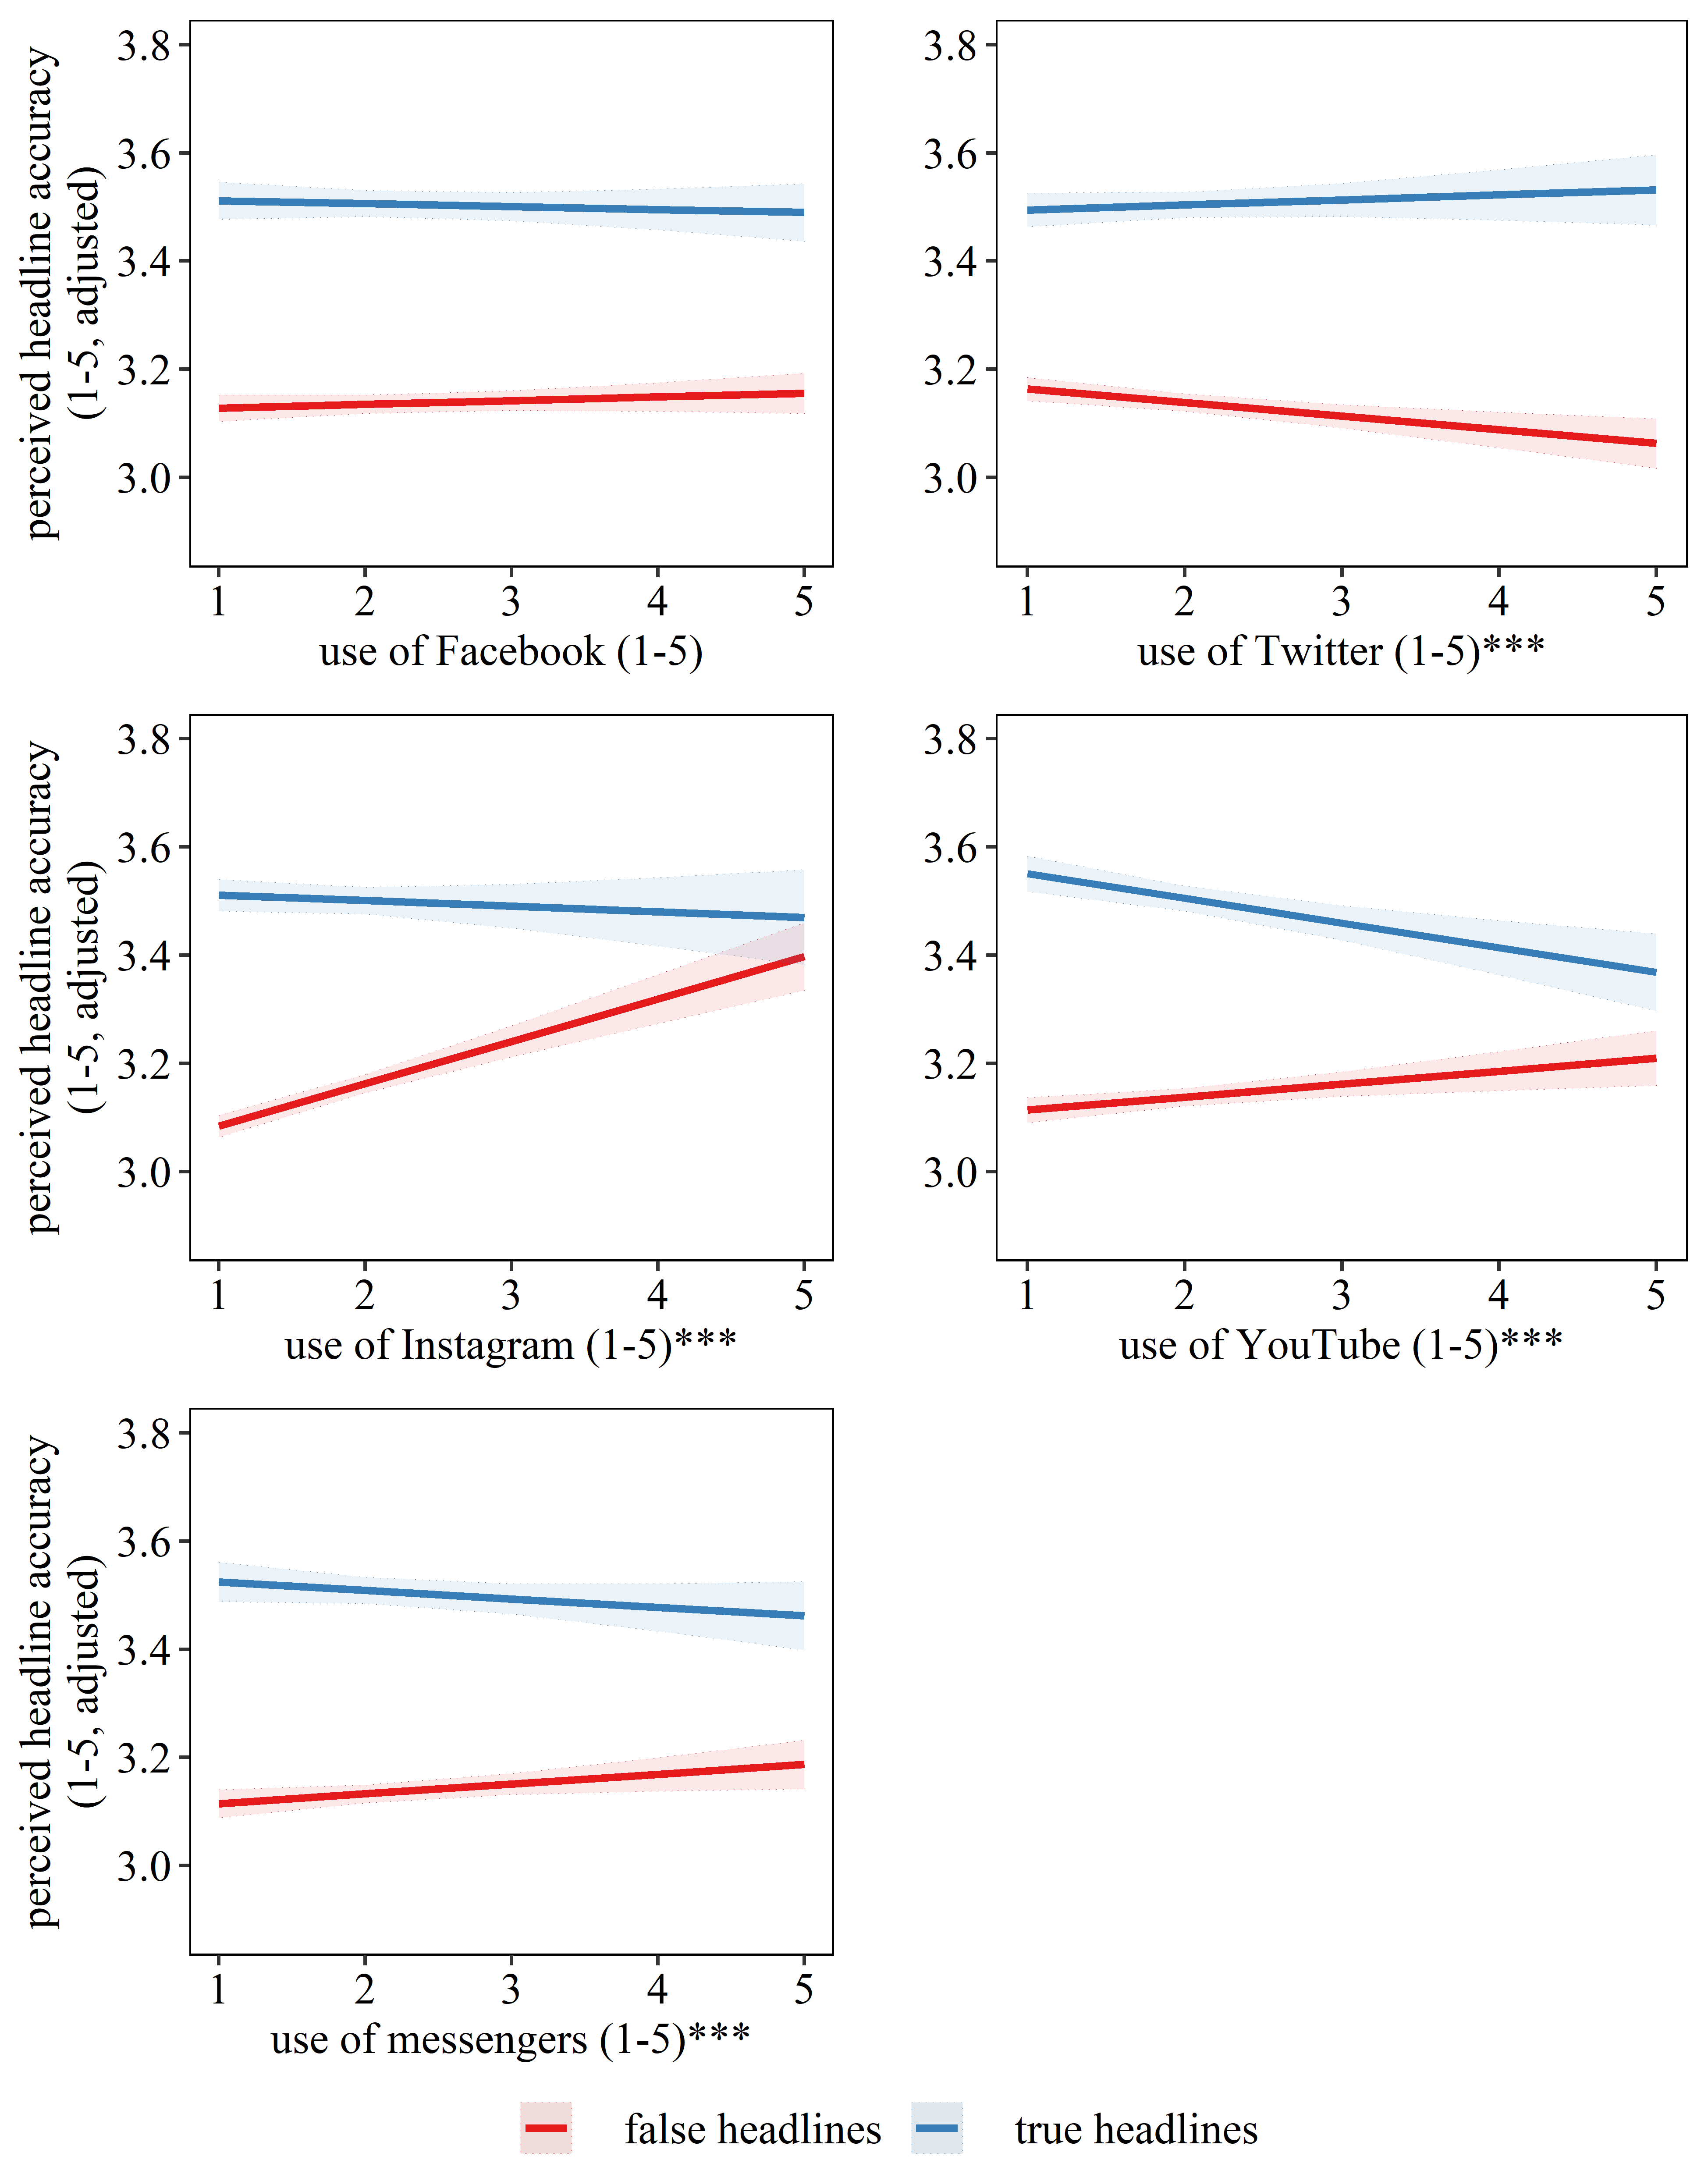 perceived headline accuracy
(1-5, adjusted)
3.8
3.6
3.4
3.2
3.0
1 2 3 4 5
use of Facebook (1-5)
3.8
3.6
3.4
3.2
3.0
1 2 3 4 5
use of Twitter (1-5)***
perceived headline accuracy
(1-5, adjusted)
3.8
3.6
3.4
3.2
3.0
1 2 3 4 5
use of Instagram (1-5)***
3.8
3.6
3.4
3.2
3.0
1 2 3 4 5
use of YouTube (1-5)***
perceived headline accuracy
(1-5, adjusted)
3.8
3.6
3.4
3.2
3.0
1 2 3 4 5
use of messengers (1-5)***
false headlines true headlines